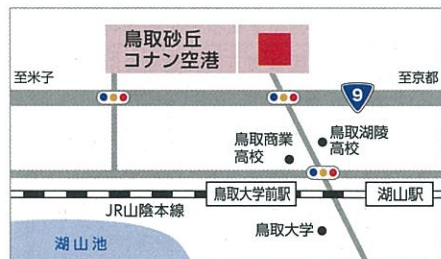 鳥取砂丘
コナン空港
至米子
至京都
9
鳥取商業
高校
鳥取湖陵
高校
鳥取大学前駅
湖山駅
JR山陰本線
鳥取大学
湖山池